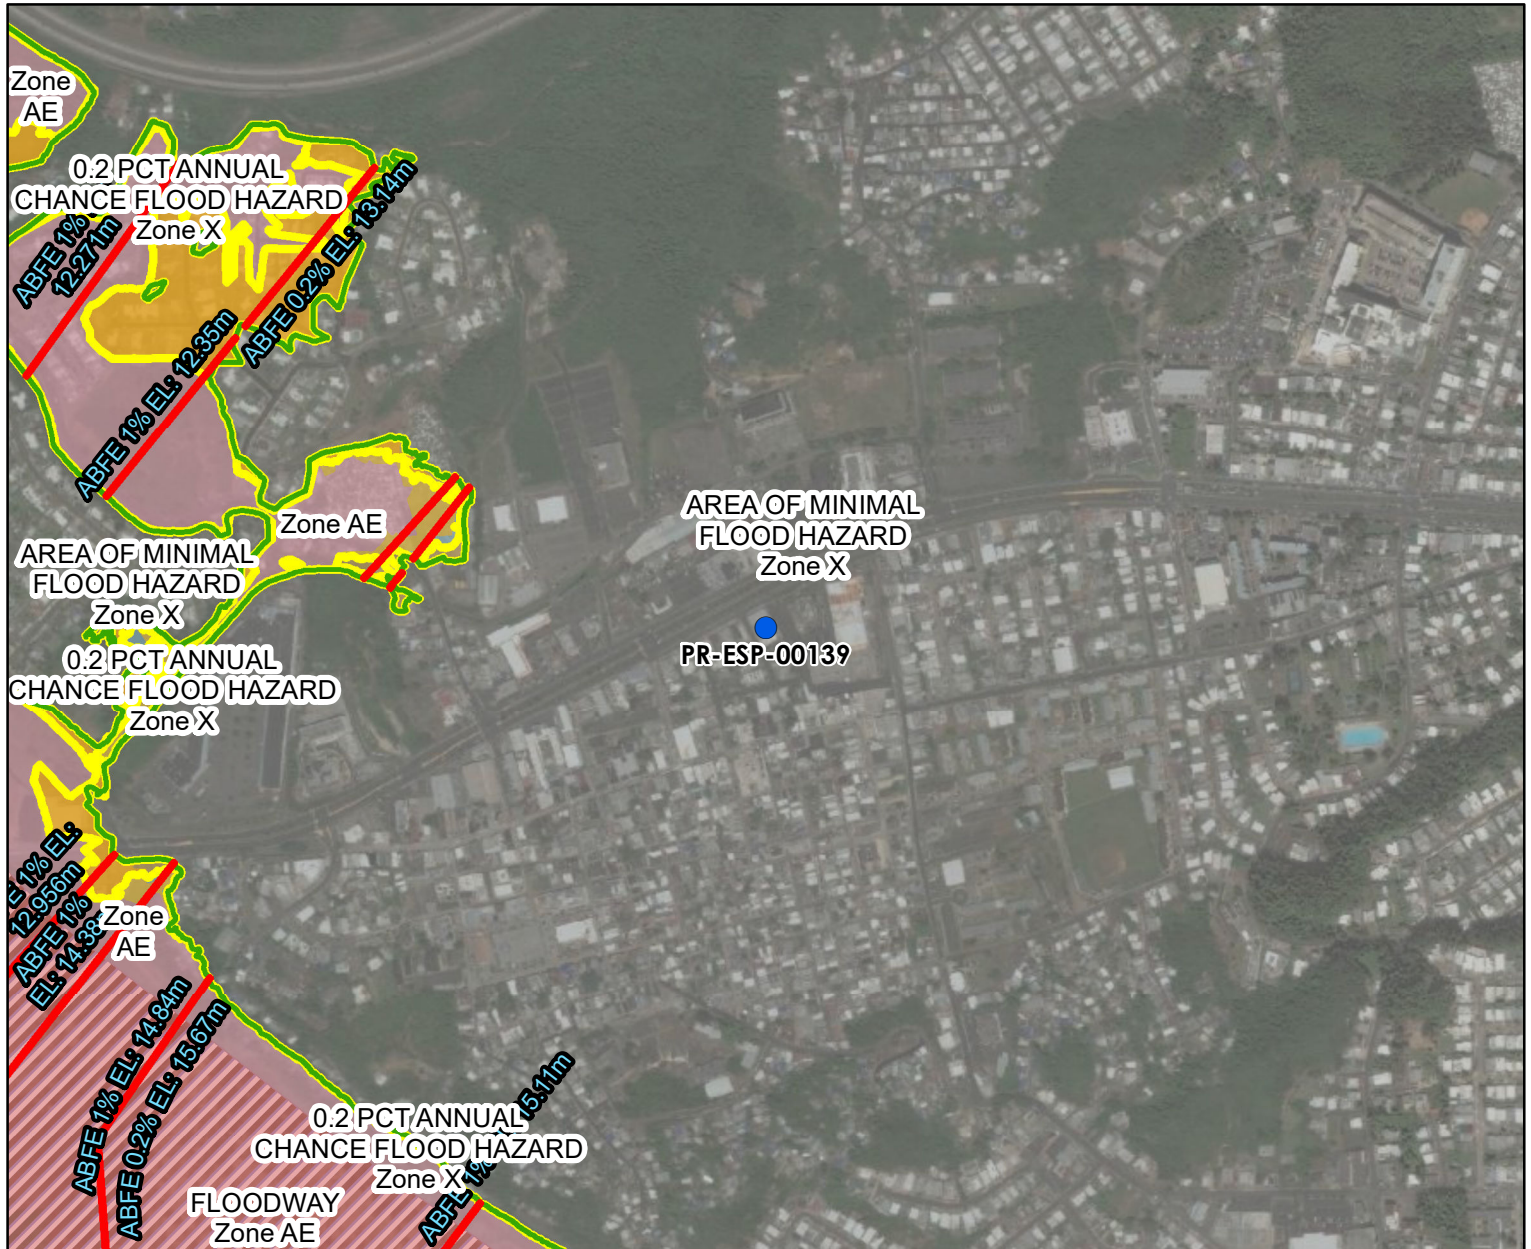 Zone
AE
0.2 PCT ANNUAL
CHANCE FLOOD HAZARD
Zone X
ABFE 1%
12.271m
ABFE 0.2% EL: 13.14m
ABFE 1% EL: 12.35m
Zone AE
AREA OF MINIMAL
FLOOD HAZARD
Zone X
AREA OF MINIMAL
FLOOD HAZARD
Zone X
PR-ESP-00139
0.2 PCT ANNUAL
CHANCE FLOOD HAZARD
Zone X
E 1% EL:
12.956m
ABFE 1%
EL: 14.38
Zone
AE
ABFE 1% EL: 14.84m
ABFE 0.2% EL: 15.67m
0.2 PCT ANNUAL
CHANCE FLOOD HAZARD
Zone X
ABFE 1% 15.11m
FLOODWAY
Zone AE